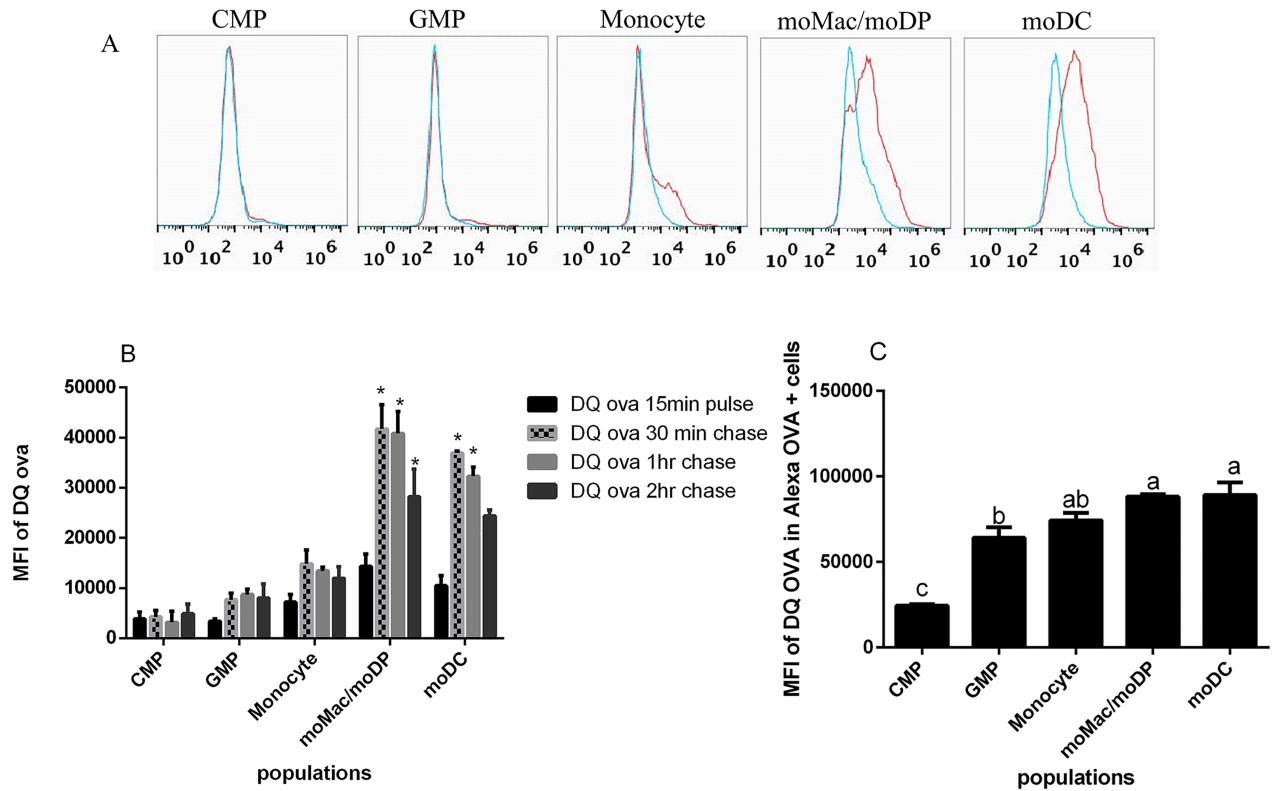 CMP GMP Monocyte moMac/moDP moDC
A
10⁰ 10² 10⁴ 10⁶ 10⁰ 10² 10⁴ 10⁶ 10⁰ 10² 10⁴ 10⁶ 10⁰ 10² 10⁴ 10⁶ 10⁰ 10² 10⁴ 10⁶
B
MFI of DQ ova
50000
40000
30000
20000
10000
0
* * * * *
CMP GMP Monocyte moMac/moDP moDC
populations
DQ ova 15min pulse
DQ ova 30 min chase
DQ ova 1hr chase
DQ ova 2hr chase
C
MFI of DQ OVA in Alexa OVA + cells
150000
100000
50000
0
c b ab a a
CMP GMP Monocyte moMac/moDP moDC
populations